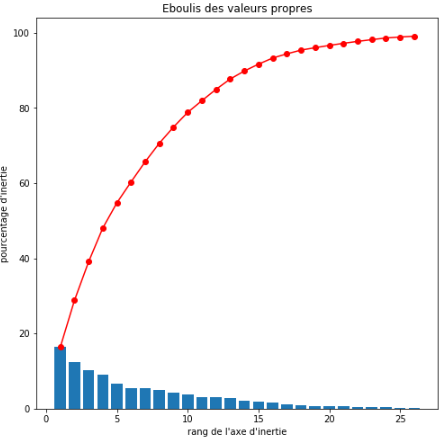 Eboulis des valeurs propres
100
80
60
40
20
0
pourcentage d'inertie
0 5 10 15 20 25
rang de l'axe d'inertie